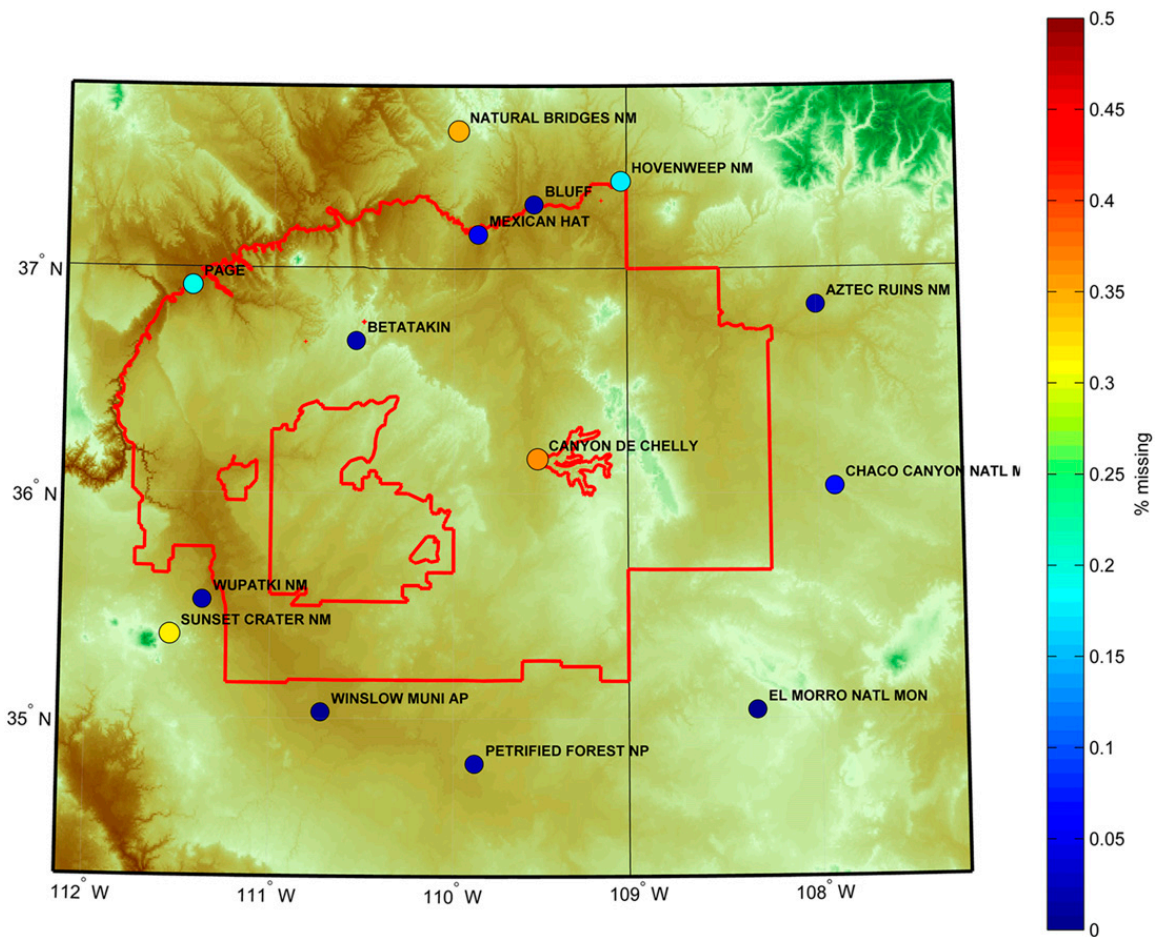 0.5
NATURAL BRIDGES NM
0.45
HOVENWEEP NM
BLUFF
MEXICAN HAT
0.4
37° N
PAGE
AZTEC RUINS NM
0.35
BETATAKIN
0.3
CANYON DE CHELLY
CHACO CANYON NATL M
0.25
% missing
36° N
0.2
WUPATKI NM
SUNSET CRATER NM
0.15
WINSLOW MUNI AP
EL MORRO NATL MON
35° N
PETRIFIED FOREST NP
0.1
0.05
112° W
111° W
110° W
109° W
108° W
0